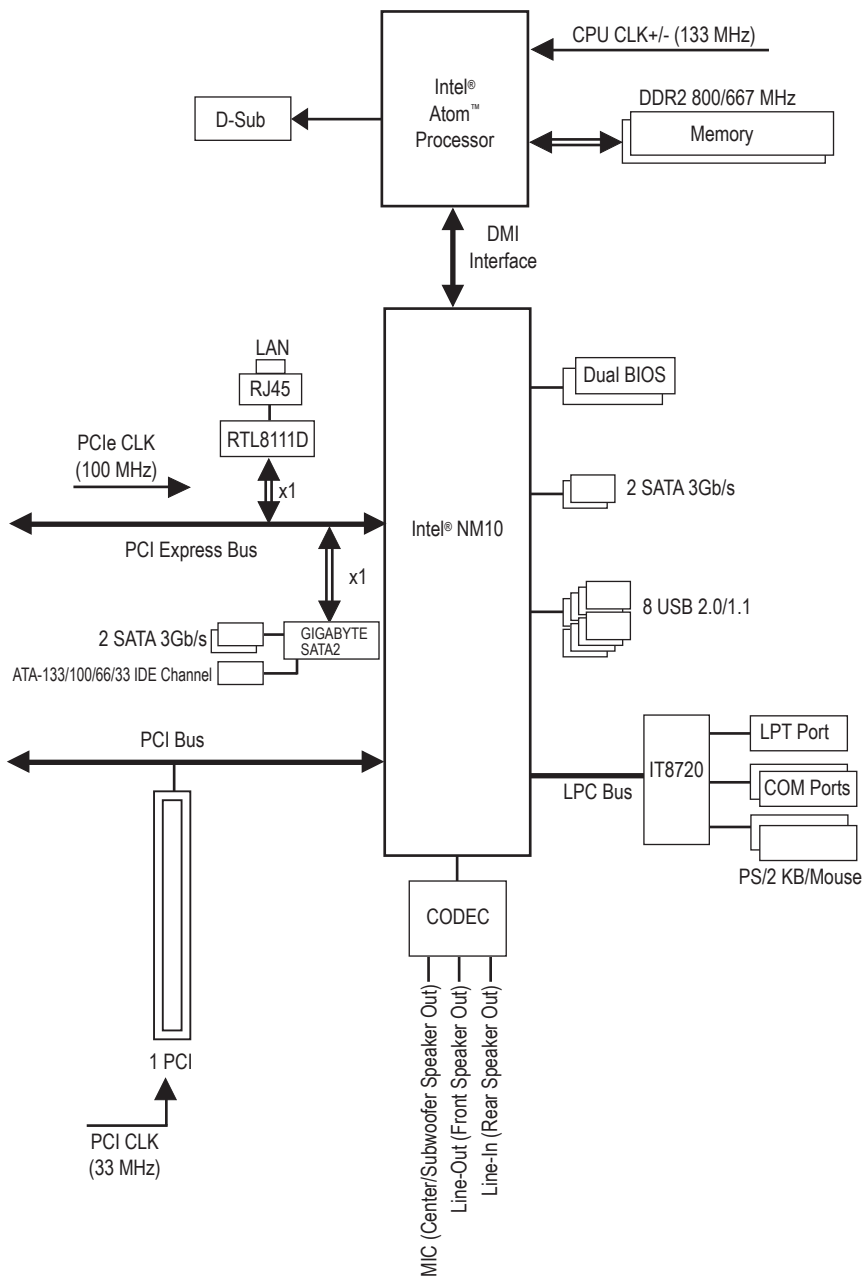 CPU CLK+/- (133 MHz)
Intel®
Atom™
Processor
D-Sub
DDR2 800/667 MHz
Memory
DMI
Interface
LAN
RJ45
RTL8111D
PCIe CLK
(100 MHz)
x1
PCI Express Bus
x1
2 SATA 3Gb/s
GIGABYTE
SATA2
ATA-133/100/66/33 IDE Channel
Intel® NM10
Dual BIOS
2 SATA 3Gb/s
8 USB 2.0/1.1
PCI Bus
LPC Bus
IT8720
LPT Port
COM Ports
PS/2 KB/Mouse
CODEC
MIC (Center/Subwoofer Speaker Out)
Line-Out (Front Speaker Out)
Line-In (Rear Speaker Out)
1 PCI
PCI CLK
(33 MHz)